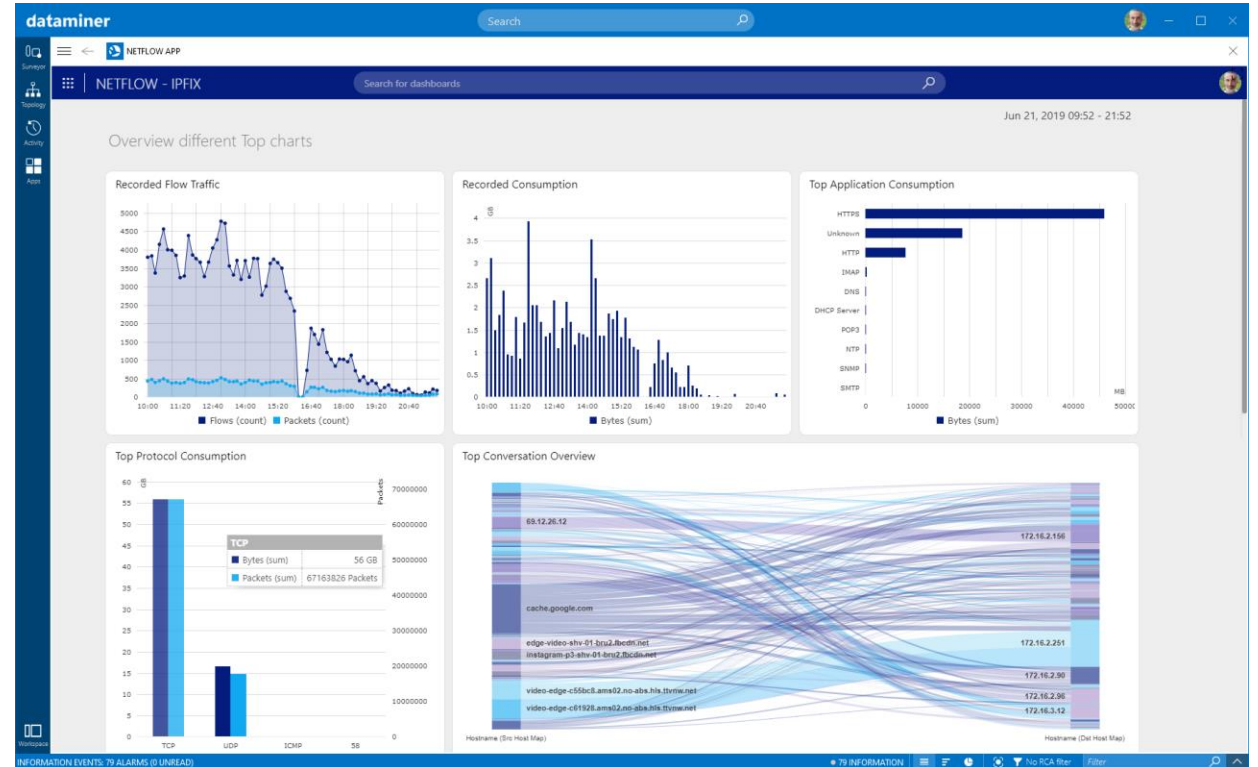 dataminer
Search
Surveyor
NETFLOW APP
Topology
NETFLOW - IPFIX
Search for dashboards
Activity
Apps
Jun 21, 2019 09:52 - 21:52
Overview different Top charts
Recorded Flow Traffic
5000
4500
4000
3500
3000
2500
2000
1500
1000
500
0
10:00 11:20 12:40 14:00 15:20 16:40 18:00 19:20 20:40
Flows (count) Packets (count)
Recorded Consumption
GB
4
3.5
3
2.5
2
1.5
1
0.5
0
10:00 11:20 12:40 14:00 15:20 16:40 18:00 19:20 20:40
Bytes (sum)
Top Application Consumption
HTTPS
Unknown
HTTP
IMAP
DNS
DHCP Server
POP3
NTP
SNMP
SMTP
MB
0 10000 20000 30000 40000 5000
Bytes (sum)
Top Protocol Consumption
GB
60
55
50
45
40
35
30
25
20
15
10
5
0
Packets
70000000
60000000
50000000
40000000
30000000
20000000
10000000
0
TCP
Bytes (sum) 56 GB
Packets (sum) 67163826 Packets
TCP UDP ICMP 58
Top Conversation Overview
69.12.26.12
cache.google.com
edge-video-shv-01-bru2.fbcdn.net
instagram-p3-shv-01-bru2.fbcdn.net
video-edge-c55bc8.ams02.no-abs.hls.ttvnw.net
video-edge-c61928.ams02.no-abs.hls.ttvnw.net
172.16.2.156
172.16.2.251
172.16.2.90
172.16.2.96
172.16.3.12
Hostname (Src Host Map)
Hostname (Dst Host Map)
Workspace
INFORMATION EVENTS: 79 ALARMS (0 UNREAD)
79 INFORMATION
No RCA filter
Filter